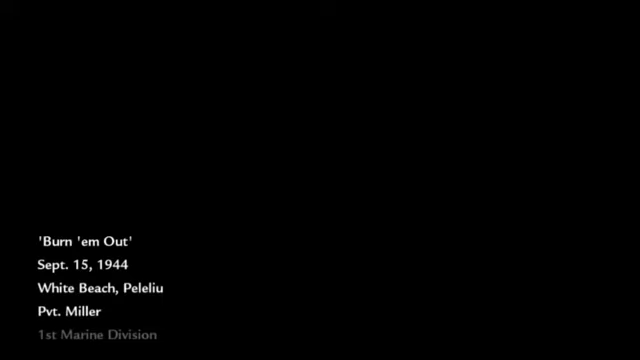 'Burn 'em Out'
Sept. 15, 1944
White Beach, Peleliu
Pvt. Miller
1st Marine Division